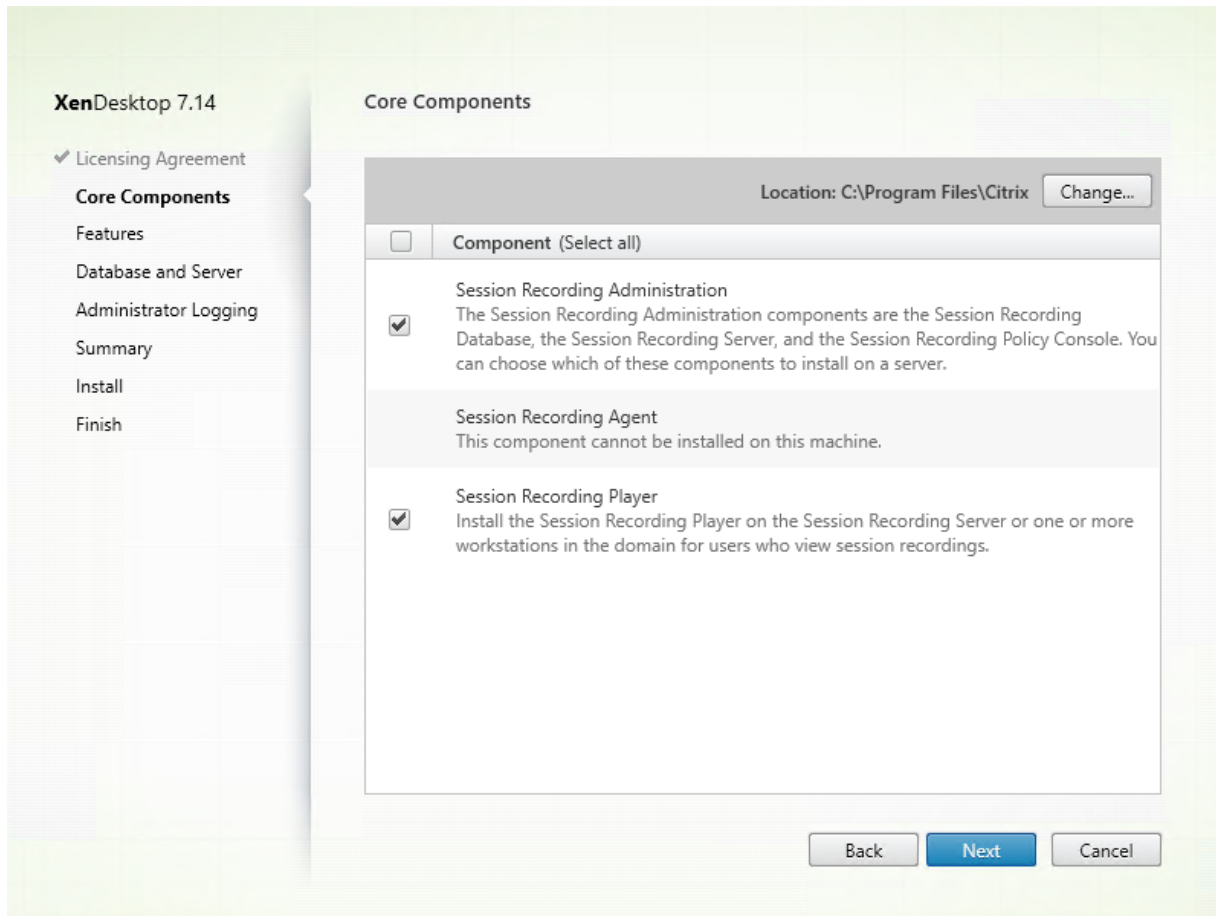 XenDesktop 7.14
Licensing Agreement
Core Components
Features
Database and Server
Administrator Logging
Summary
Install
Finish
Core Components
Location: C:\Program Files\Citrix
Change...
Component (Select all)
Session Recording Administration
The Session Recording Administration components are the Session Recording
Database, the Session Recording Server, and the Session Recording Policy Console. You
can choose which of these components to install on a server.
Session Recording Agent
This component cannot be installed on this machine.
Session Recording Player
Install the Session Recording Player on the Session Recording Server or one or more
workstations in the domain for users who view session recordings.
Back
Next
Cancel